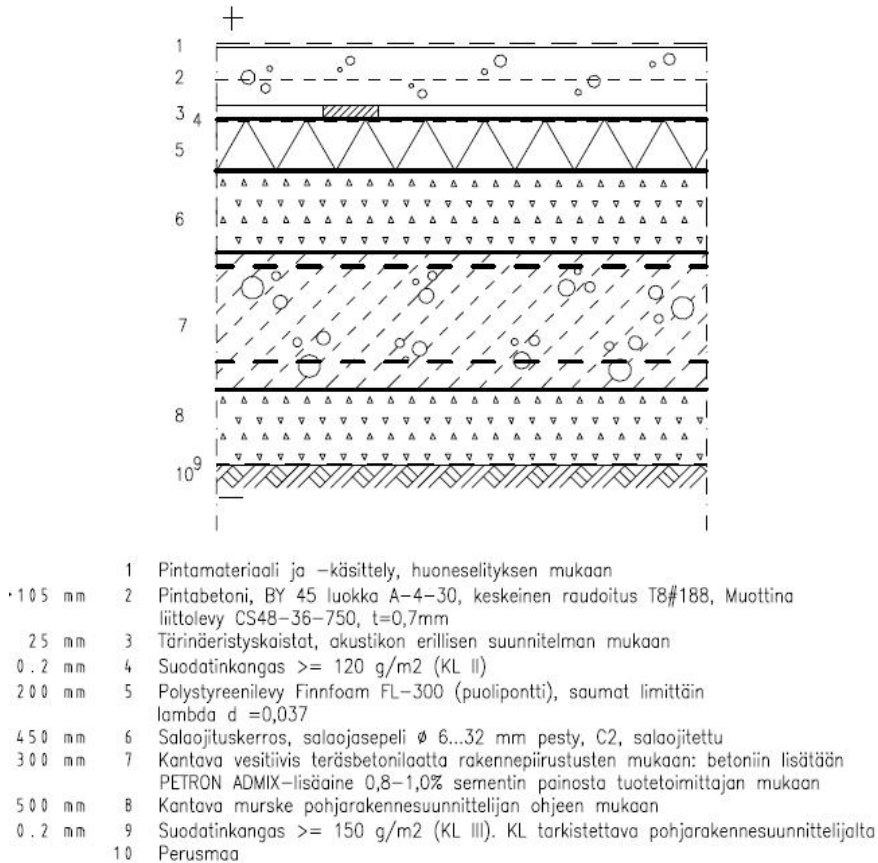 +
1
2
3 4
5
6
7
8
10 9
1 Pintamateriaali ja -käsittely, huoneselityksen mukaan
105 mm 2 Pintabetoni, BY 45 luokka A-4-30, keskeinen raudoitus T8#188, Muottina
liittolevy CS48-36-750, t=0,7mm
25 mm 3 Tärinäeristyskaistat, akustikon erillisen suunnitelman mukaan
0.2 mm 4 Suodatinkangas >= 120 g/m2 (KL II)
200 mm 5 Polystyreenilevy Finnfoam FL-300 (puolipontti), saumat limittäin
lambda d =0,037
450 mm 6 Salaojituskerros, salaojasepeli ø 6...32 mm pesty, C2, salaojitettu
300 mm 7 Kantava vesitiivis teräsbetonilaatta rakennepiirustusten mukaan: betoniin lisätään
PETRON ADMIX-lisäaine 0,8-1,0% sementin painosta tuotetoimittajan mukaan
500 mm 8 Kantava murske pohjarakennesuunnittelijan ohjeen mukaan
0.2 mm 9 Suodatinkangas >= 150 g/m2 (KL III). KL tarkistettava pohjarakennesuunnittelijalta
10 Perusmaa